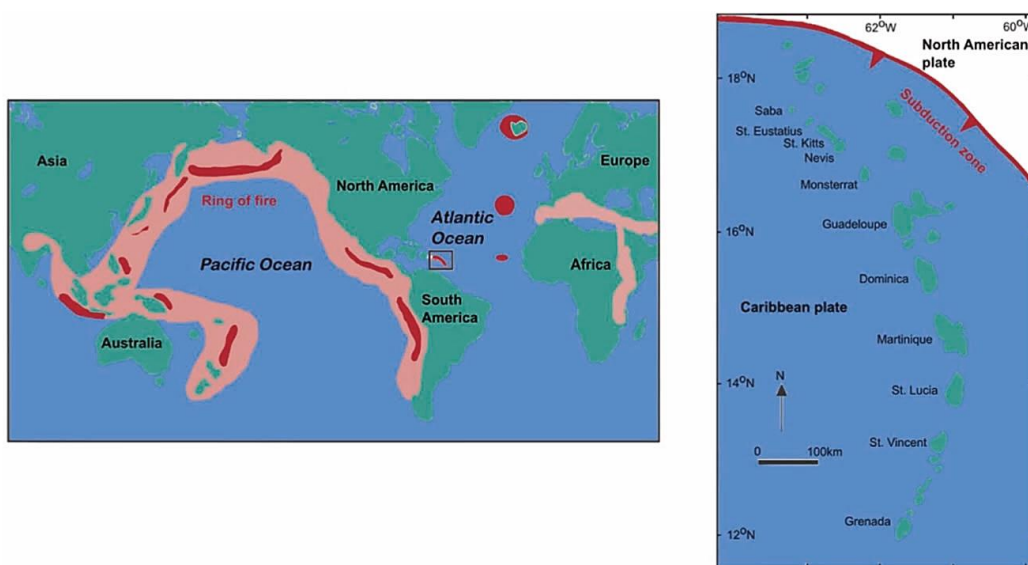 Asia
North America
Europe
Ring of fire
Atlantic
Ocean
Pacific Ocean
Africa
South
America
Australia
62°W
60°W
North American
plate
18°N
Subduction zone
Saba
St. Eustatius
St. Kitts
Nevis
Monsterrat
Guadeloupe
16°N
Dominica
Caribbean plate
Martinique
N
14°N
St. Lucia
St. Vincent
0 100km
Grenada
12°N